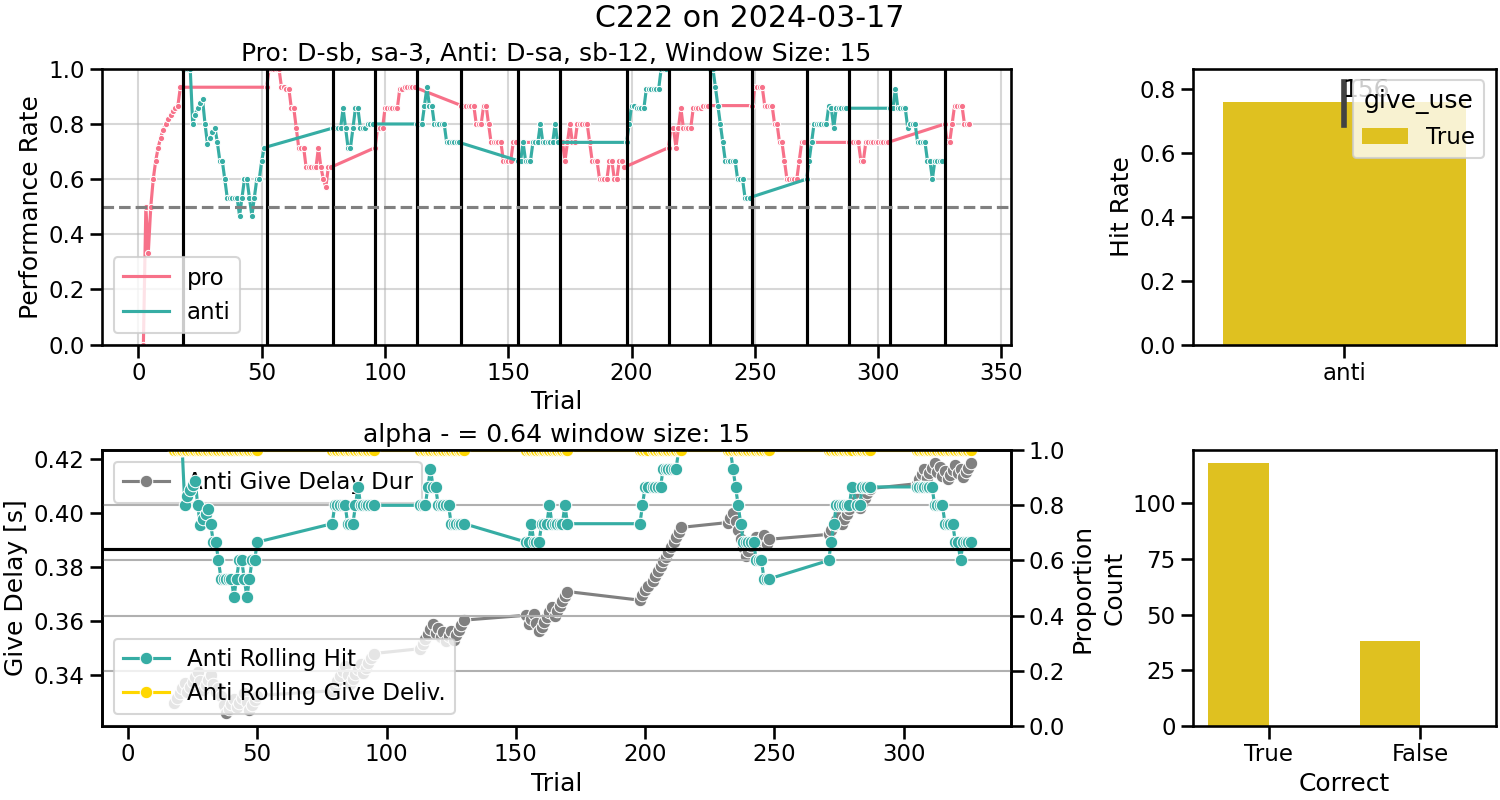 C222 on 2024-03-17
Pro: D-sb, sa-3, Anti: D-sa, sb-12, Window Size: 15
Performance Rate
1.0
0.8
0.6
0.4
0.2
0.0
pro
anti
0 50 100 150 200 250 300 350
Trial
Hit Rate
0.8
0.6
0.4
0.2
0.0
156
give_use
True
anti
alpha - = 0.64 window size: 15
Give Delay [s]
0.42
0.40
0.38
0.36
0.34
Anti Give Delay Dur
Anti Rolling Hit
Anti Rolling Give Deliv.
1.0
0.8
0.6
0.4
0.2
0.0
Proportion
0 50 100 150 200 250 300
Trial
Count
100
75
50
25
0
True False
Correct